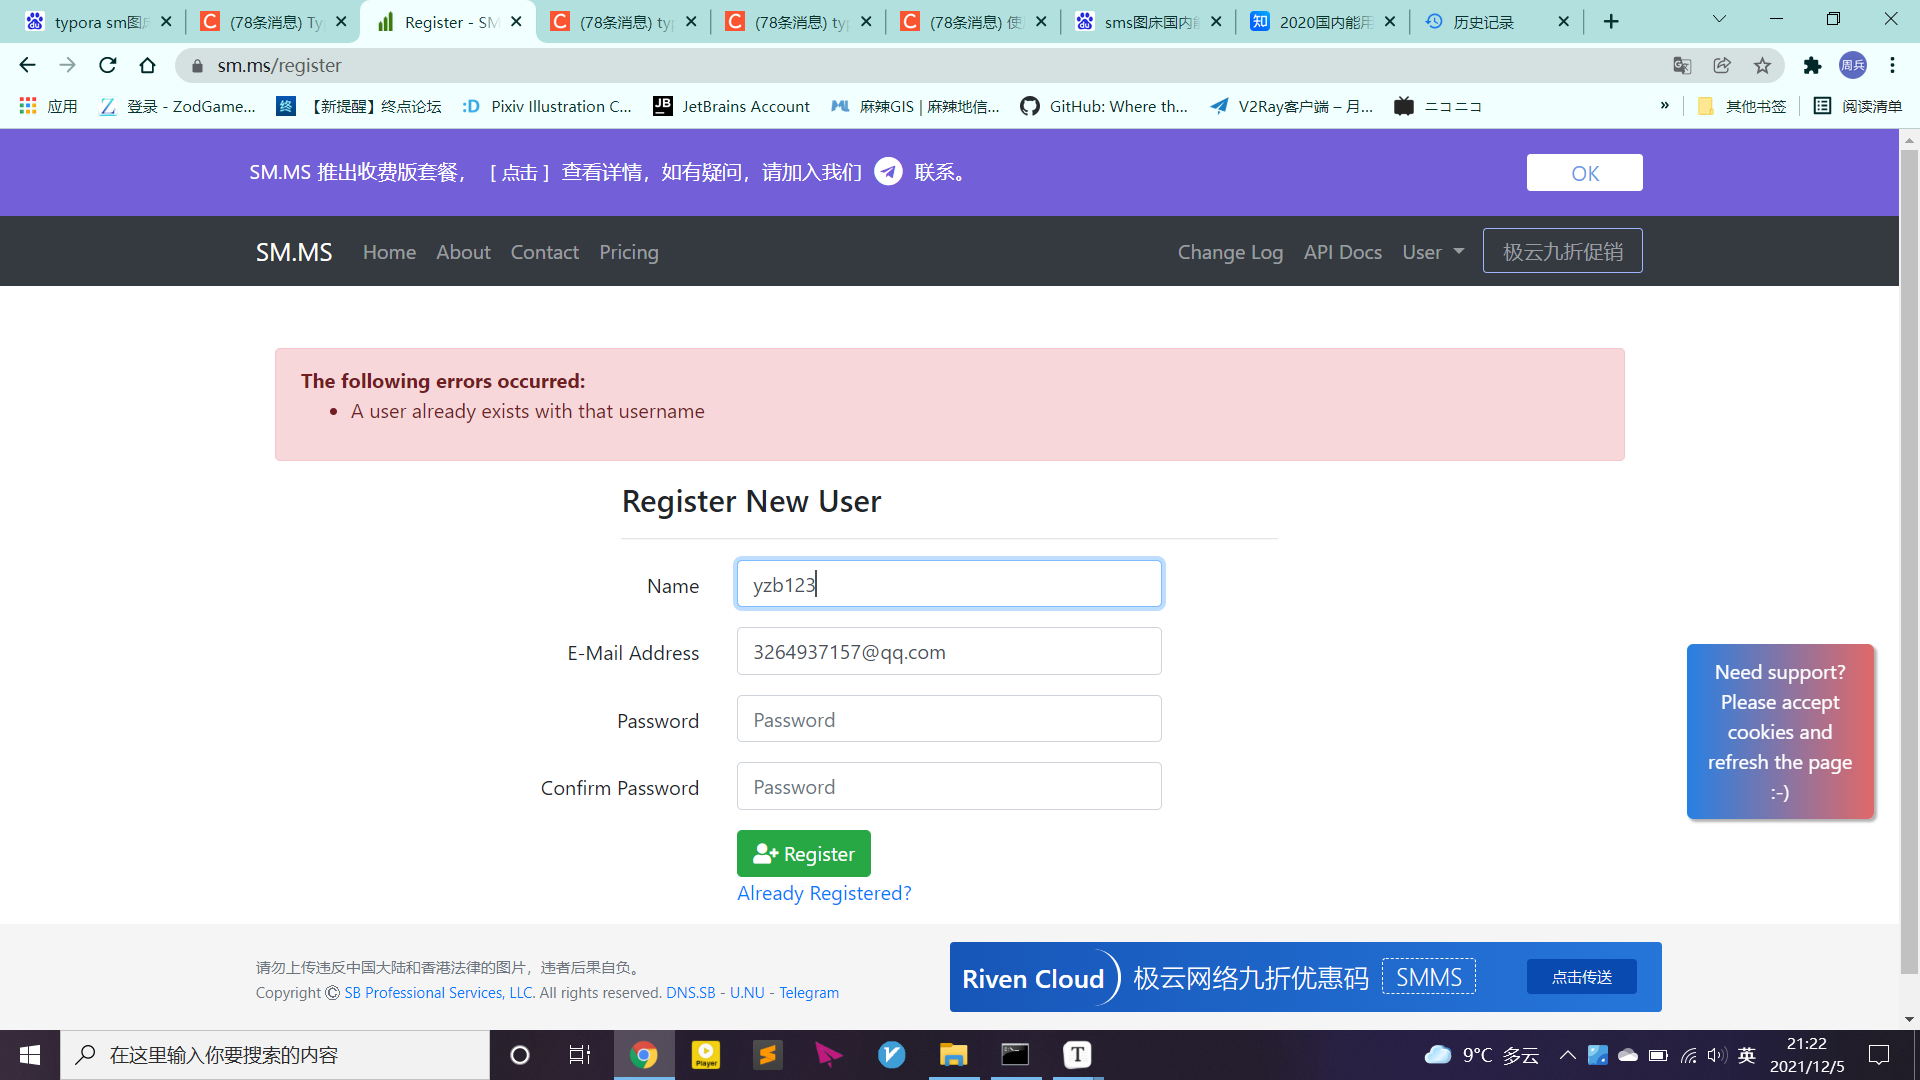 typora sm图床
(78条消息) Ty
Register - SM
(78条消息) typ
(78条消息) typ
(78条消息) 使
sms图床国内
2020国内能用
历史记录
sm.ms/register
周兵
应用
登录 - ZodGame...
【新提醒】终点论坛
Pixiv Illustration C...
JetBrains Account
麻辣GIS | 麻辣地信...
GitHub: Where th...
V2Ray客户端 – 月...
ニコニコ
»
其他书签
阅读清单
SM.MS 推出收费版套餐, [ 点击 ] 查看详情，如有疑问，请加入我们 联系。
OK
SM.MS Home About Contact Pricing Change Log API Docs User 极云九折促销
The following errors occurred:
• A user already exists with that username
Register New User
Name yzb123
E-Mail Address 3264937157@qq.com
Password Password
Confirm Password Password
Register
Already Registered?
Need support?
Please accept
cookies and
refresh the page
:-)
请勿上传违反中国大陆和香港法律的图片，违者后果自负。
Copyright © SB Professional Services, LLC. All rights reserved. DNS.SB - U.NU - Telegram
Riven Cloud 极云网络九折优惠码 SMMS 点击传送
在这里输入你要搜索的内容
9°C 多云
英
21:22
2021/12/5